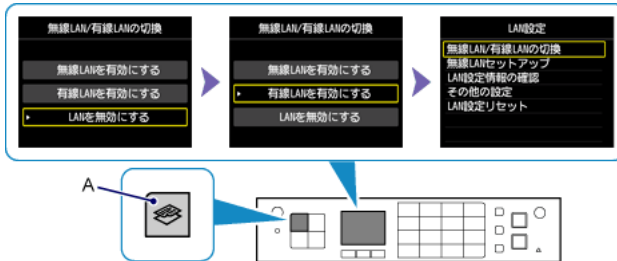 無線LAN/有線LANの切換
無線LANを有効にする
有線LANを有効にする
LANを無効にする
無線LAN/有線LANの切換
無線LANを有効にする
有線LANを有効にする
LANを無効にする
LAN設定
無線LAN/有線LANの切換
無線LANセットアップ
LAN設定情報の確認
その他の設定
LAN設定リセット
A